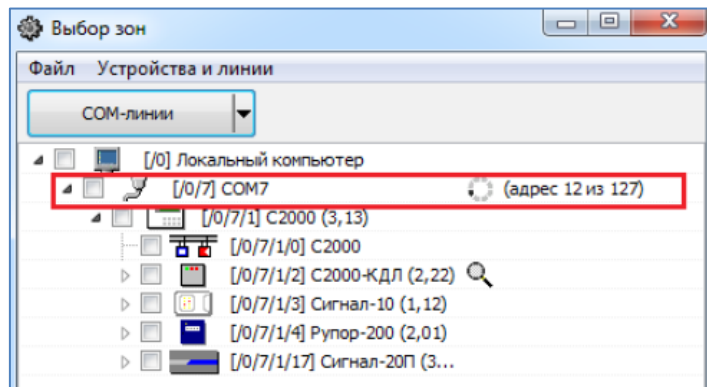 Выбор зон
Файл Устройства и линии
COM-линии
[/0] Локальный компьютер
[/0/7] COM7 (адрес 12 из 127)
[/0/7/1] С2000 (3,13)
[/0/7/1/0] С2000
[/0/7/1/2] С2000-КДЛ (2,22)
[/0/7/1/3] Сигнал-10 (1,12)
[/0/7/1/4] Рупор-200 (2,01)
[/0/7/1/17] Сигнал-20П (3...